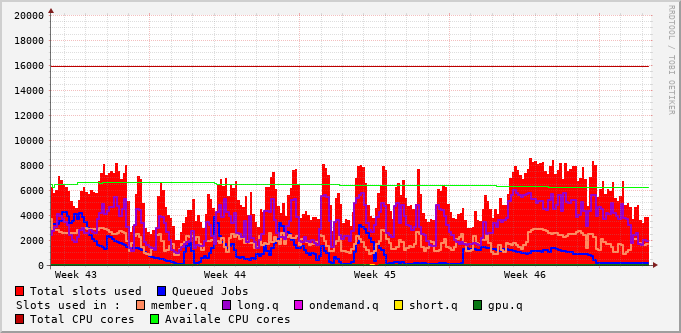 20000
18000
16000
14000
12000
10000
8000
6000
4000
2000
0
Week 43 Week 44 Week 45 Week 46
RRDTOOL / TOBI OETIKER
Total slots used Queued Jobs
Slots used in : member.q long.q ondemand.q short.q gpu.q
Total CPU cores Availale CPU cores